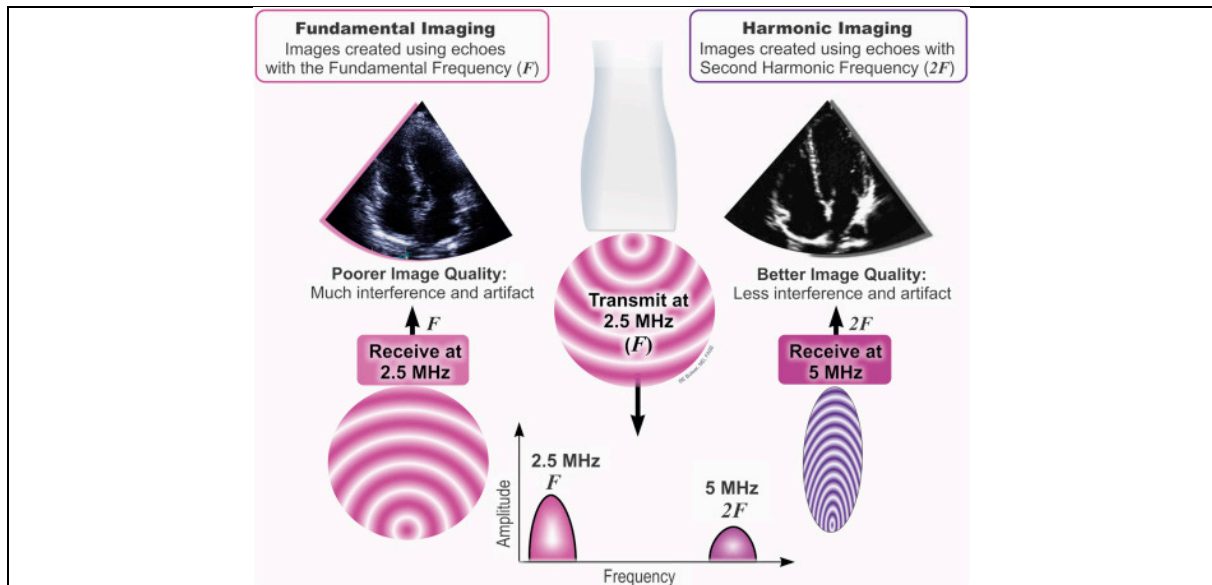 Fundamental Imaging
Images created using echoes
with the Fundamental Frequency (F)
Harmonic Imaging
Images created using echoes with
Second Harmonic Frequency (2F)
Poorer Image Quality:
Much interference and artifact
F
Receive at
2.5 MHz
Transmit at
2.5 MHz
(F)
Better Image Quality:
Less interference and artifact
2F
Receive at
5 MHz
Amplitude
2.5 MHz
F
5 MHz
2F
Frequency